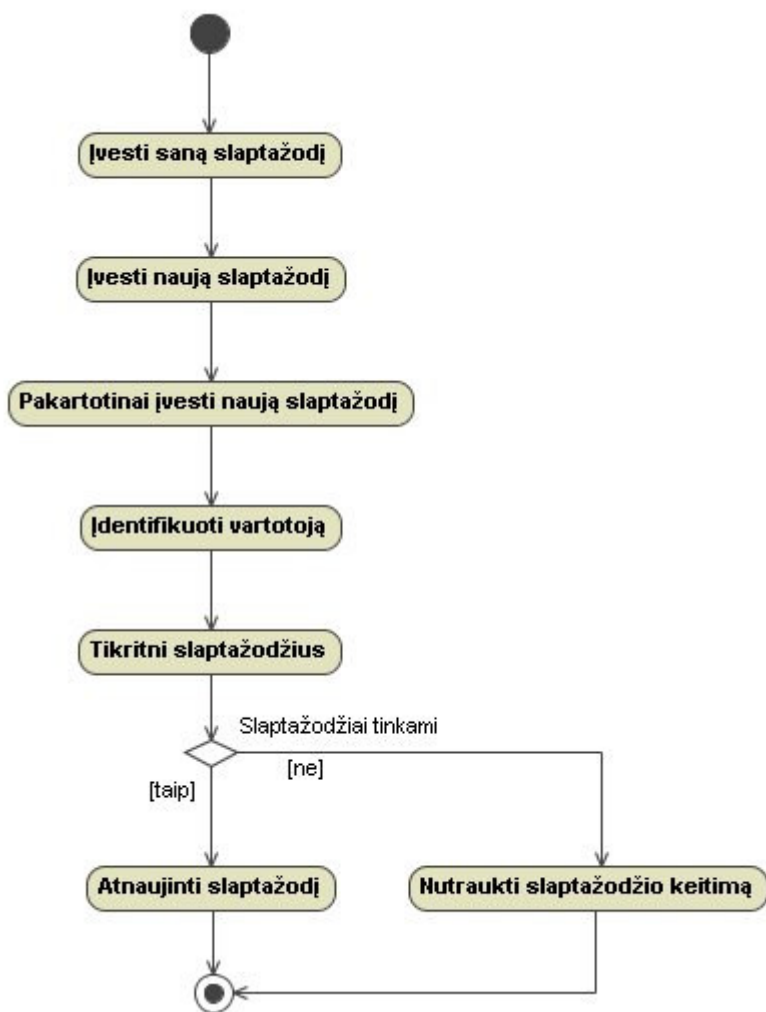 Įvesti saną slaptažodį
Įvesti naują slaptažodį
Pakartotinai įvesti naują slaptažodį
Įdentifikuoti vartotoją
Tikritni slaptažodžius
Slaptažodžiai tinkami
[ne]
[taip]
Atnaujinti slaptažodį
Nutraukti slaptažodžio keitimą